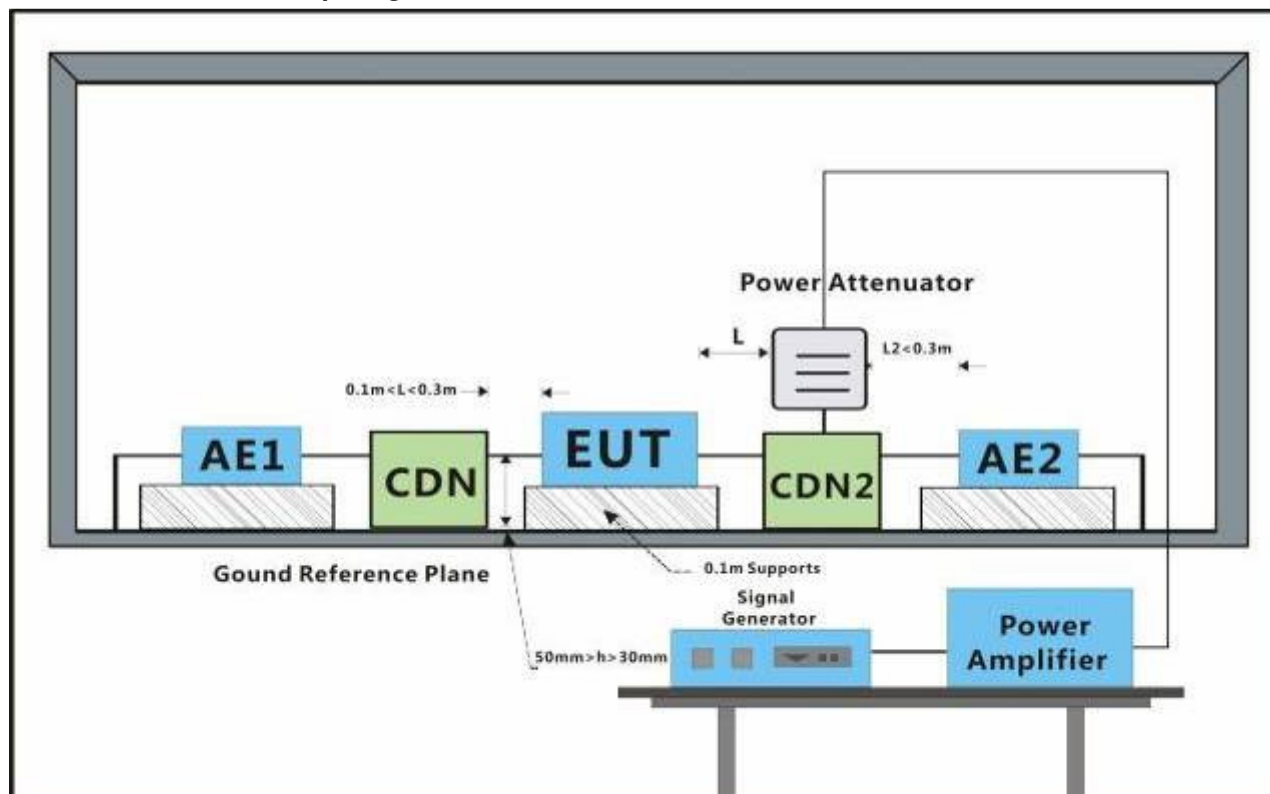 Power Attenuator
L
L2<0.3m
0.1m<L<0.3m
AE1
CDN
EUT
CDN2
AE2
Gound Reference Plane
0.1m Supports
Signal
Generator
50mm>h>30mm
Power
Amplifier